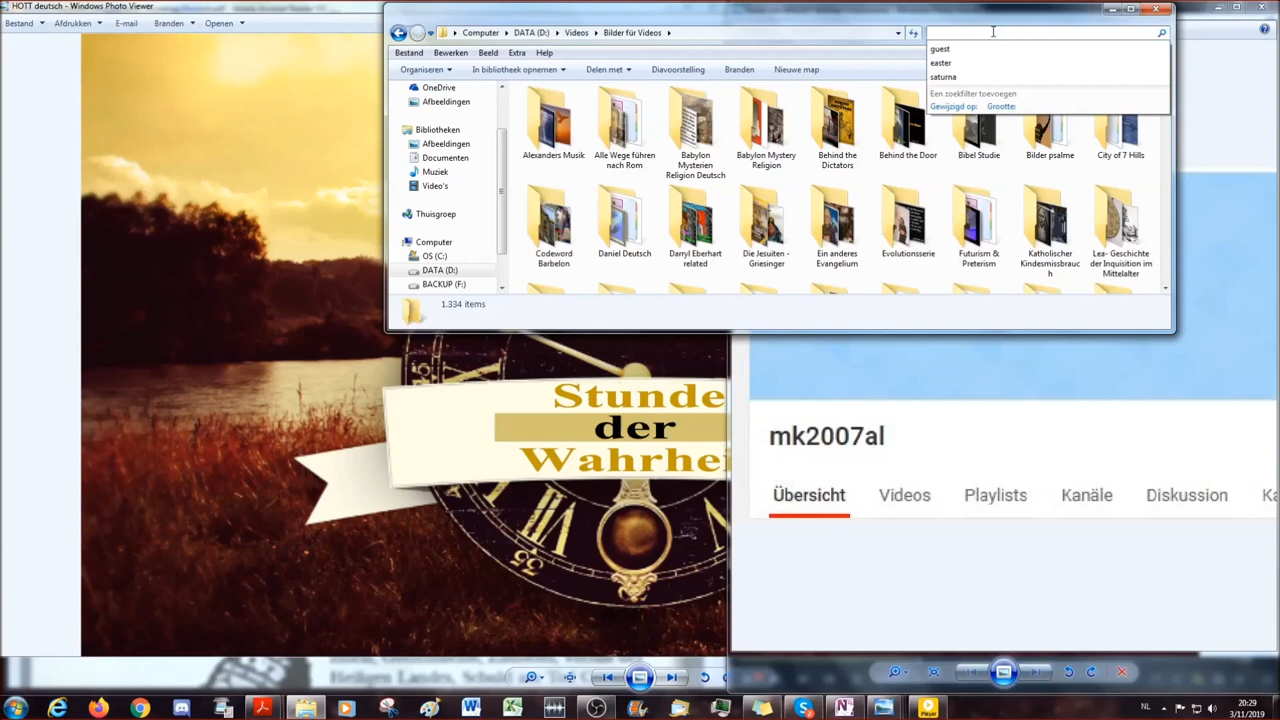 HOTT deutsch - Windows Photo Viewer
Bestand Afdrukken E-mail Branden Openen
Computer DATA (D:) Videos Bilder für Videos
Bestand Bewerken Beeld Extra Help
Organiseren In bibliotheek opnemen Delen met Diavoorstelling Branden Nieuwe map
guest
easter
saturna
Een zoekfilter toevoegen
Gewijzigd op: Grootte:
OneDrive
Afbeeldingen
Bibliotheken
Afbeeldingen
Documenten
Muziek
Video's
Thuisgroep
Computer
OS (C:)
DATA (D:)
BACKUP (F:)
Alexanders Musik
Alle Wege führen
nach Rom
Babylon
Mysterien
Religion Deutsch
Babylon Mystery
Religion
Behind the
Dictators
Behind the Door
Bibel Studie
Bilder psalme
City of 7 Hills
Codeword
Barbelon
Daniel Deutsch
Darryl Eberhart
related
Die Jesuiten -
Griesinger
Ein anderes
Evangelium
Evolutionsserie
Futurism &
Preterism
Katholischer
Kindesmissbrauc
h
Lea- Geschichte
der Inquisition im
Mittelalter
1.334 items
Stunde
der
Wahrhei
mk2007al
Übersicht Videos Playlists Kanäle Diskussion
NL
20:29
3/11/2019